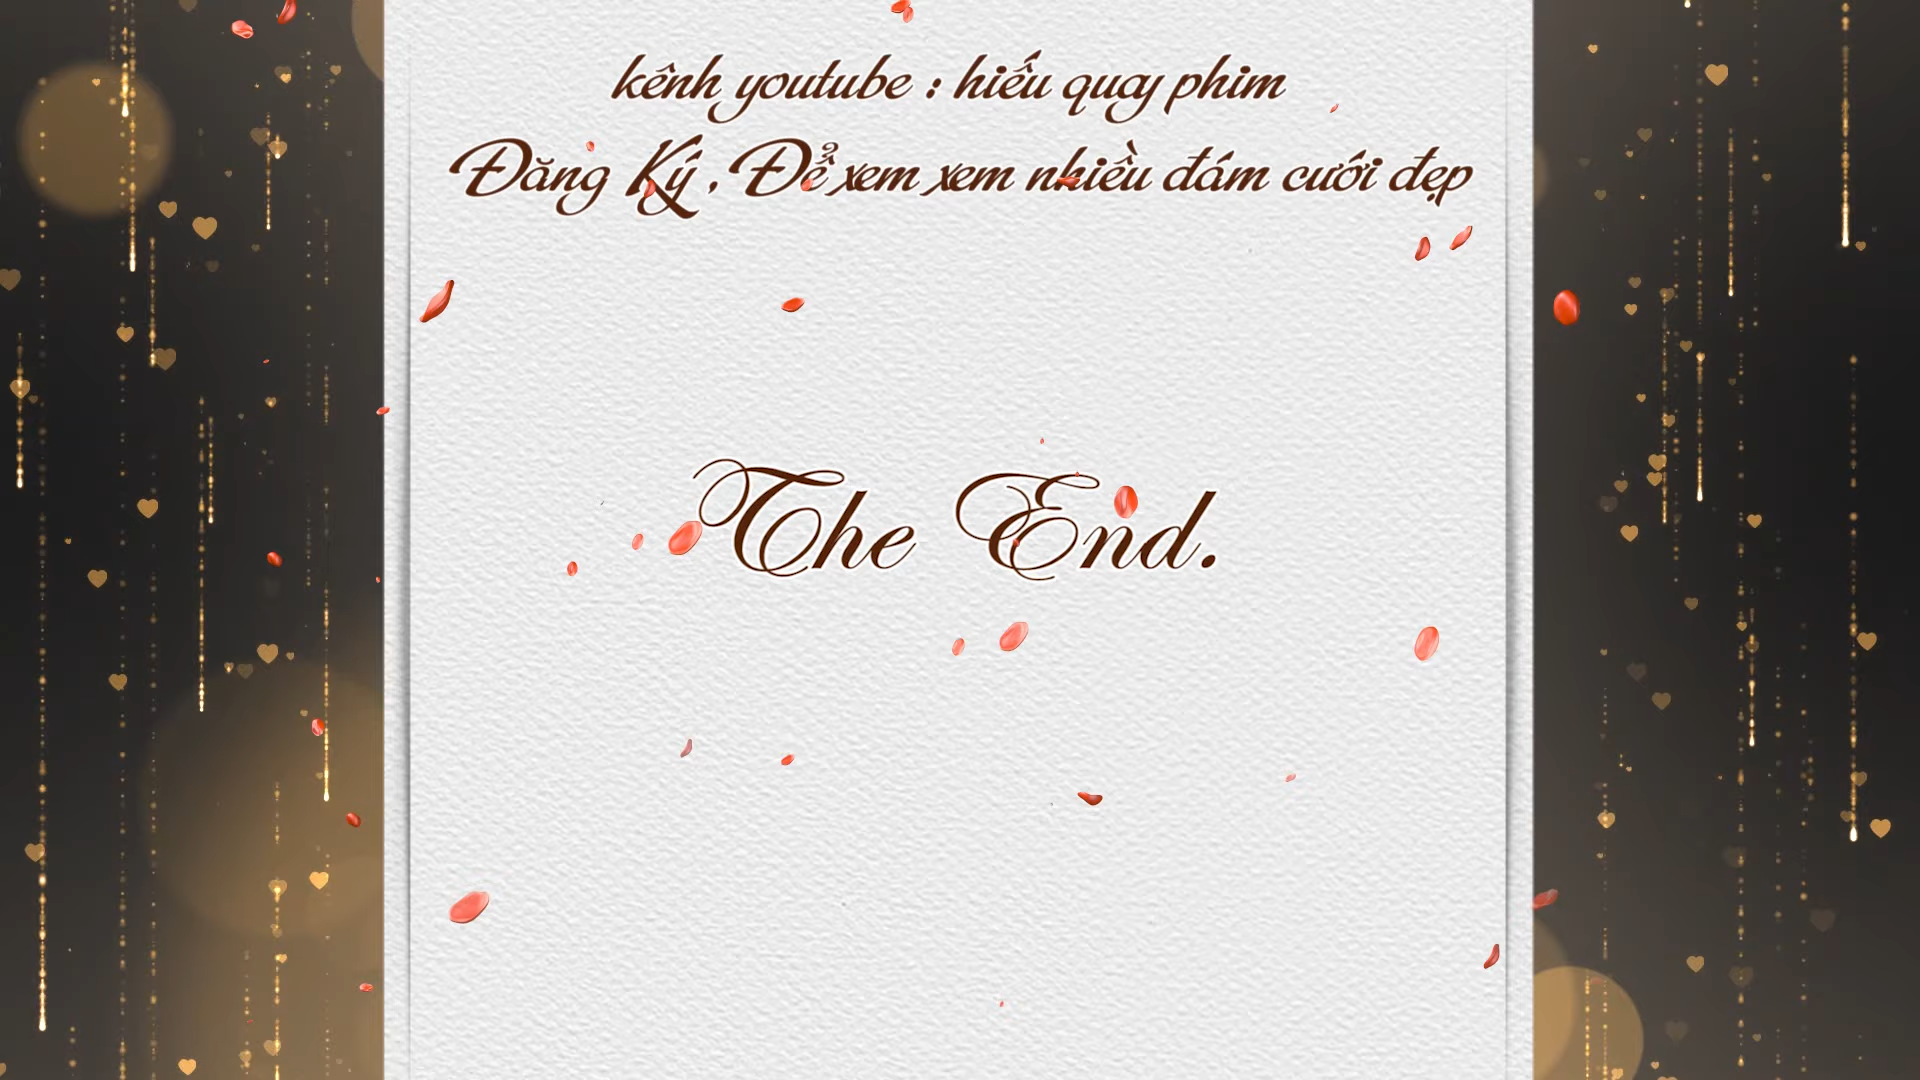 kênh youtube : hiếu quay phim
Đăng Ký , Để xem xem nhiều đám cưới đẹp
The End.